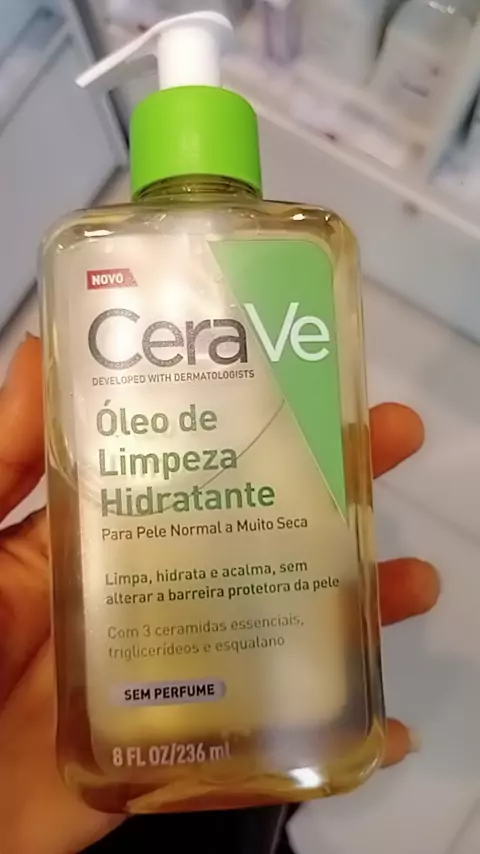 NOVO
CeraVe
DEVELOPED WITH DERMATOLOGISTS
Óleo de
Limpeza
Hidratante
Para Pele Normal a Muito Seca
Limpa, hidrata e acalma, sem
alterar a barreira protetora da pele
Com 3 ceramidas essenciais,
triglicerídeos e esqualano
SEM PERFUME
8 FL OZ/236 ml